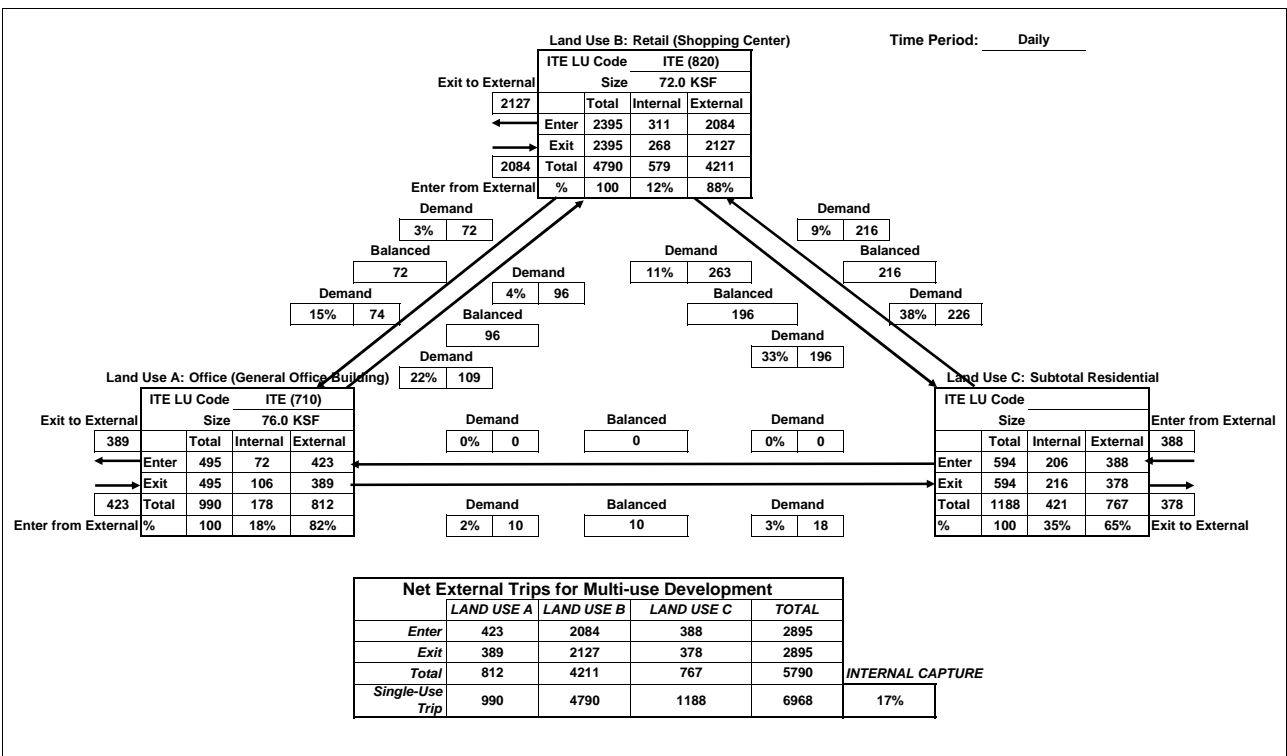 Land Use B: Retail (Shopping Center)
Time Period: Daily
ITE LU Code ITE (820)
Exit to External Size 72.0 KSF
2127 Total Internal External
Enter 2395 311 2084
Exit 2395 268 2127
2084 Total 4790 579 4211
Enter from External % 100 12% 88%
Demand
3% 72
Balanced
72
Demand
15% 74
Demand
4% 96
Balanced
96
Demand
22% 109
Demand
11% 263
Balanced
196
Demand
33% 196
Demand
9% 216
Balanced
216
Demand
38% 226
Land Use A: Office (General Office Building)
ITE LU Code ITE (710)
Exit to External Size 76.0 KSF
389 Total Internal External
Enter 495 72 423
Exit 495 106 389
423 Total 990 178 812
Enter from External % 100 18% 82%
Demand Balanced Demand
0% 0 0 0% 0
Demand Balanced Demand
2% 10 10 3% 18
Land Use C: Subtotal Residential
ITE LU Code
Size Enter from External
Total Internal External 388
Enter 594 206 388
Exit 594 216 378
Total 1188 421 767 378
% 100 35% 65% Exit to External
Net External Trips for Multi-use Development
LAND USE A LAND USE B LAND USE C TOTAL
Enter 423 2084 388 2895
Exit 389 2127 378 2895
Total 812 4211 767 5790 INTERNAL CAPTURE
Single-Use
Trip 990 4790 1188 6968 17%